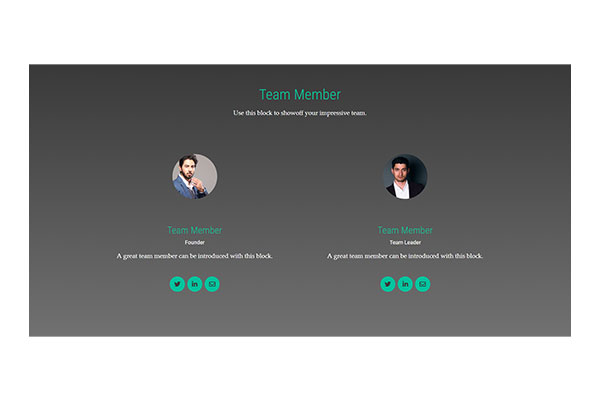 Team Member
Use this block to showoff your impressive team.
Team Member
Founder
A great team member can be introduced with this block.
Team Member
Team Leader
A great team member can be introduced with this block.